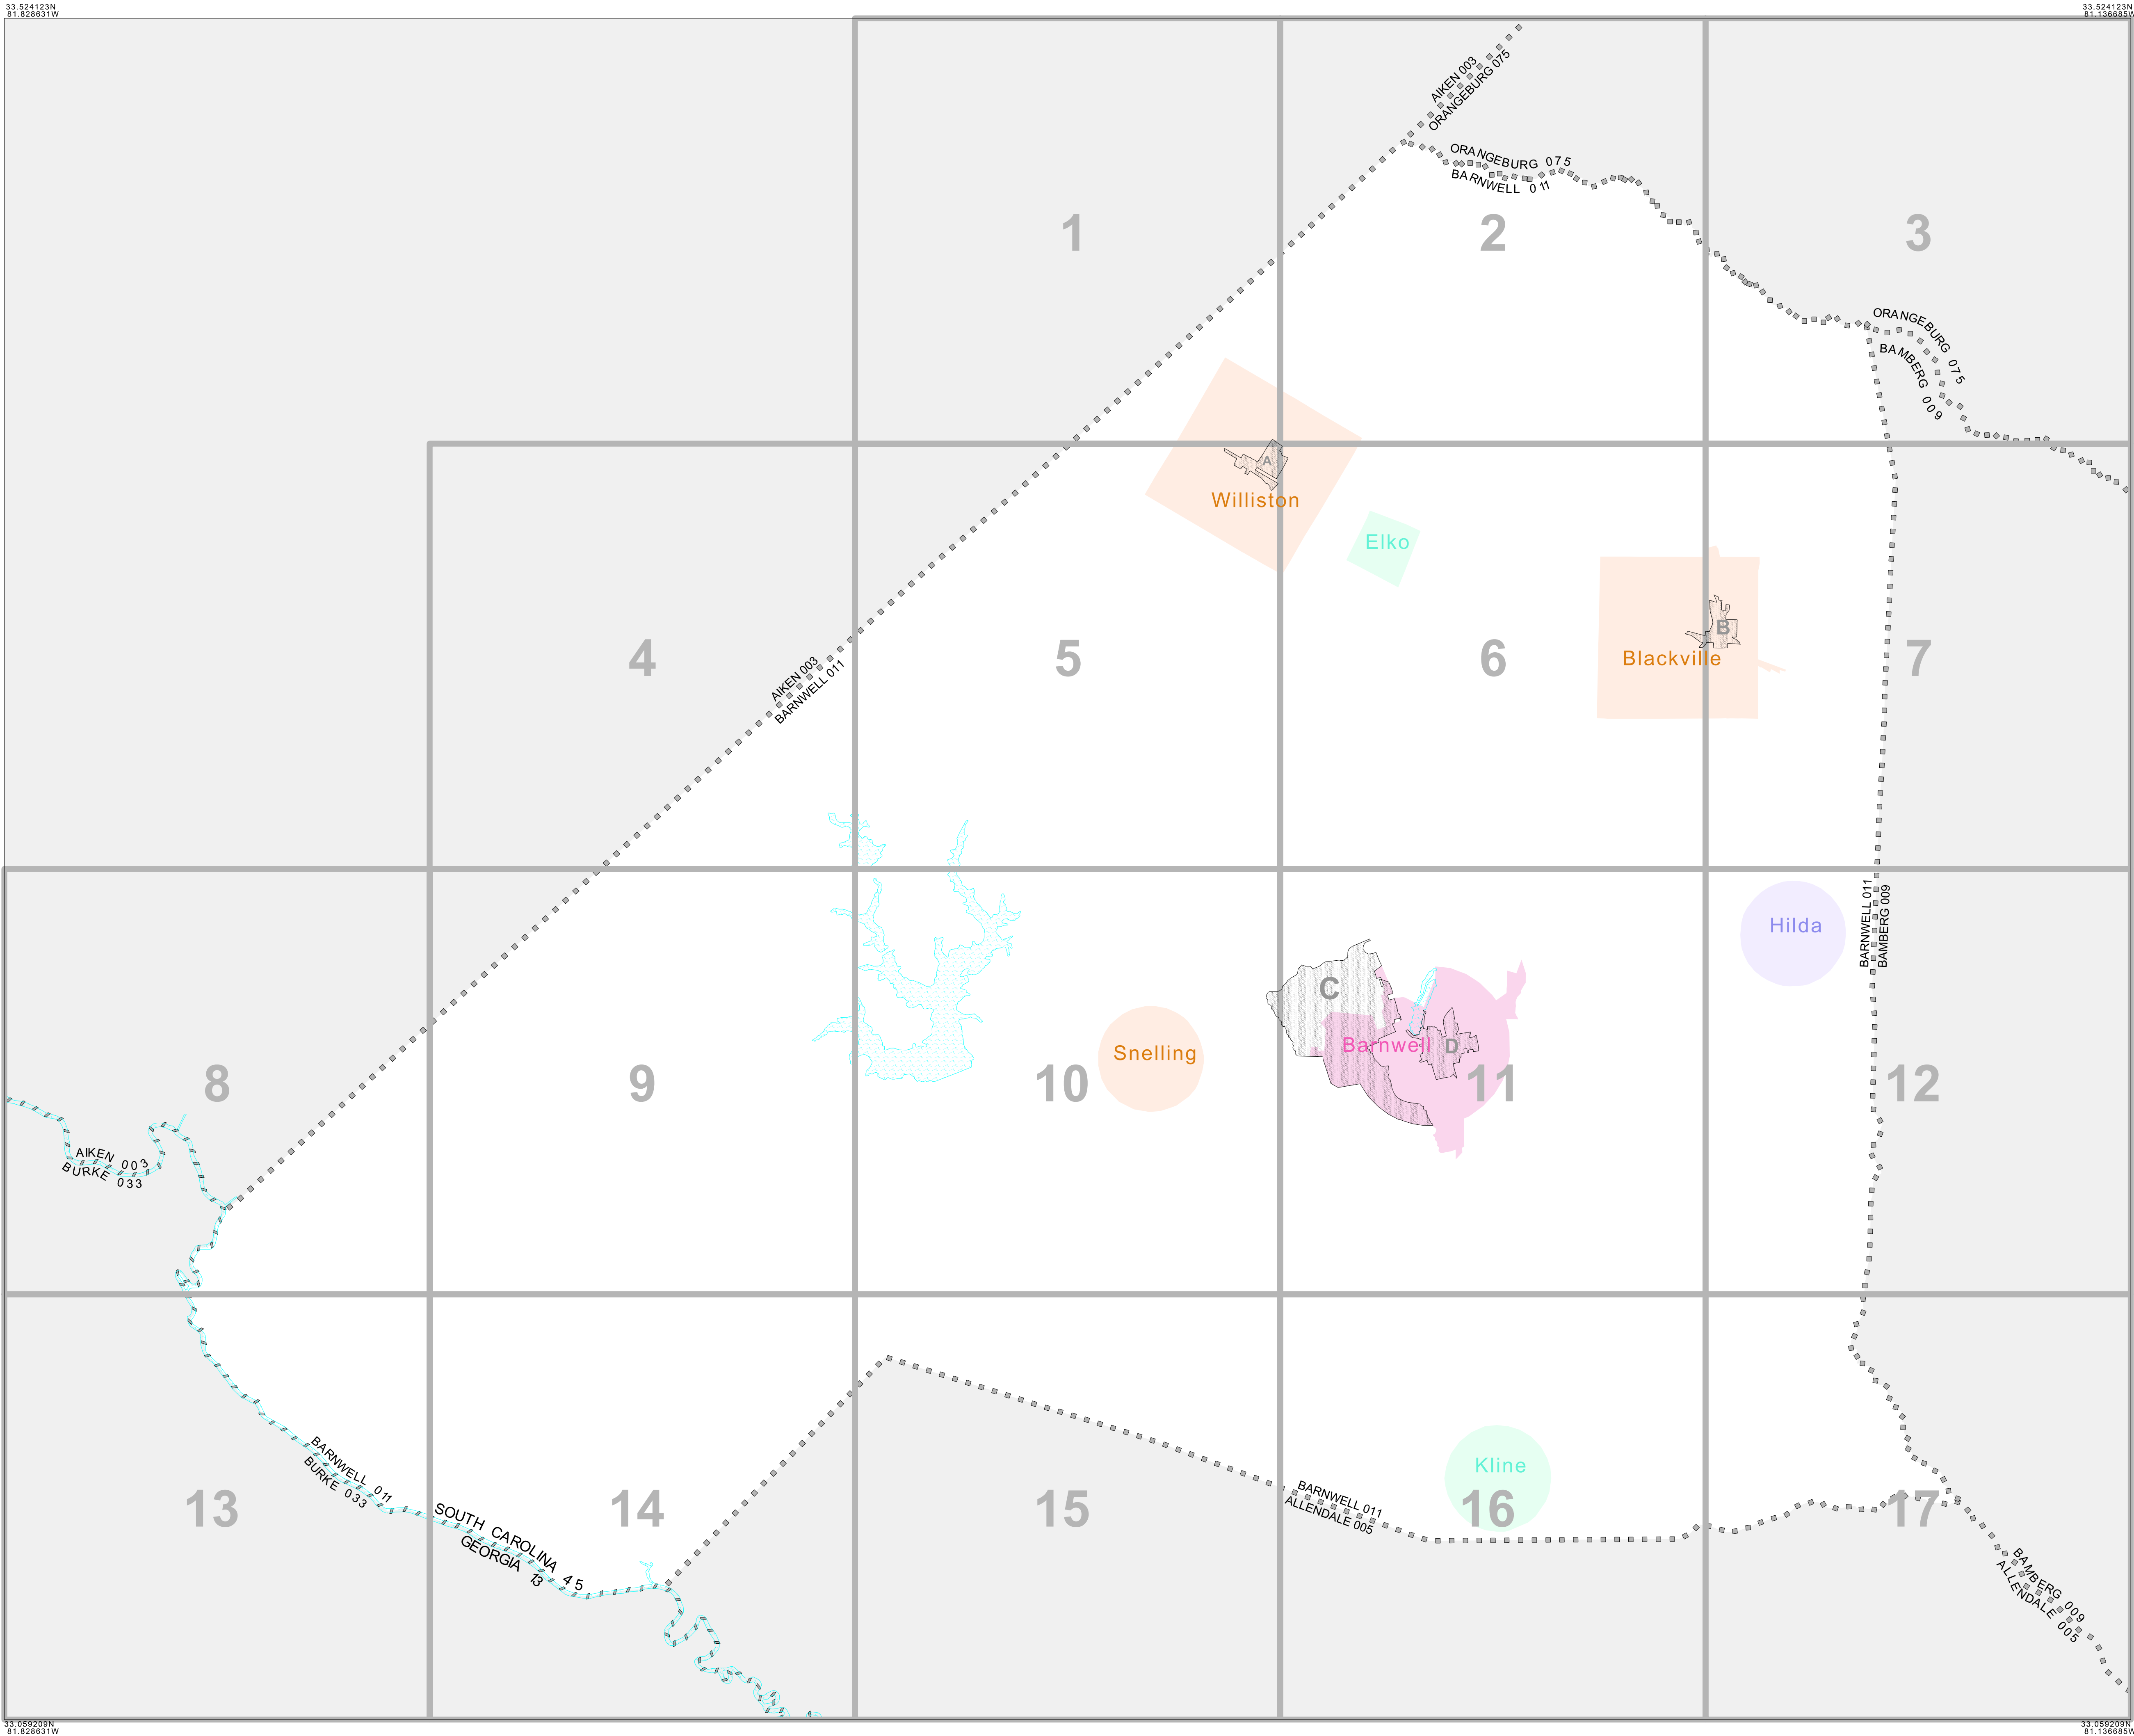 33.524123N
81.828631W
33.524123N
81.136685W
AIKEN 003
ORANGEBURG 075
ORANGEBURG 075
BARNWELL 011
1
2
3
ORANGEBURG 075
BAMBERG 009
A
Williston
Elko
B
Blackville
4
5
6
7
AIKEN 003
BARNWELL 011
BARNWELL 011
BAMBERG 009
Hilda
C
Snelling
Barnwell
D
8
9
10
11
12
AIKEN 003
BURKE 033
BARNWELL 011
BURKE 033
SOUTH CAROLINA 45
GEORGIA 13
Kline
BARNWELL 011
ALLENDALE 005
13
14
15
16
17
BAMBERG 009
ALLENDALE 005
33.059209N
81.828631W
33.059209N
81.136685W